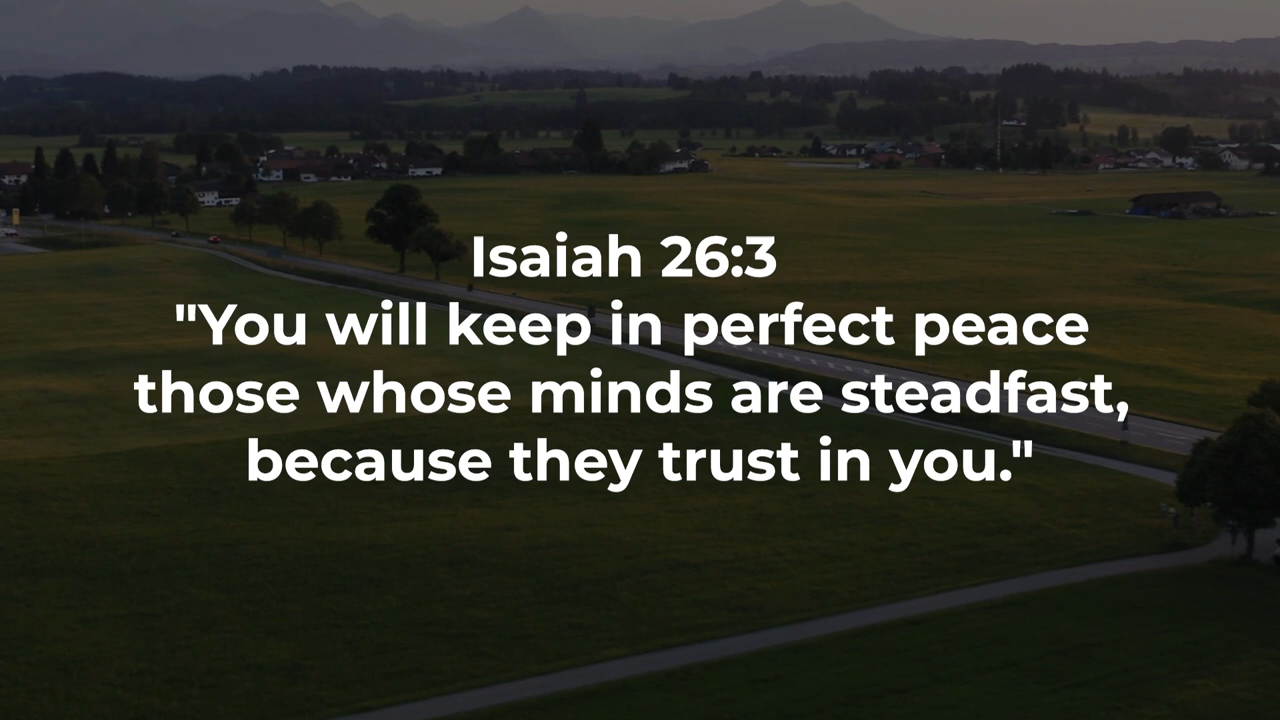 Isaiah 26:3
"You will keep in perfect peace
those whose minds are steadfast,
because they trust in you."